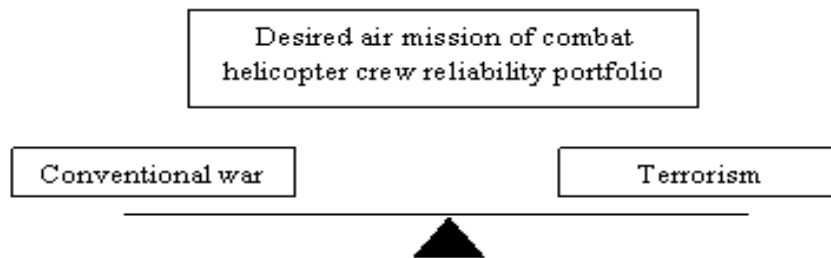 Desired air mission of combat
helicopter crew reliability portfolio
Conventional war
Terrorism